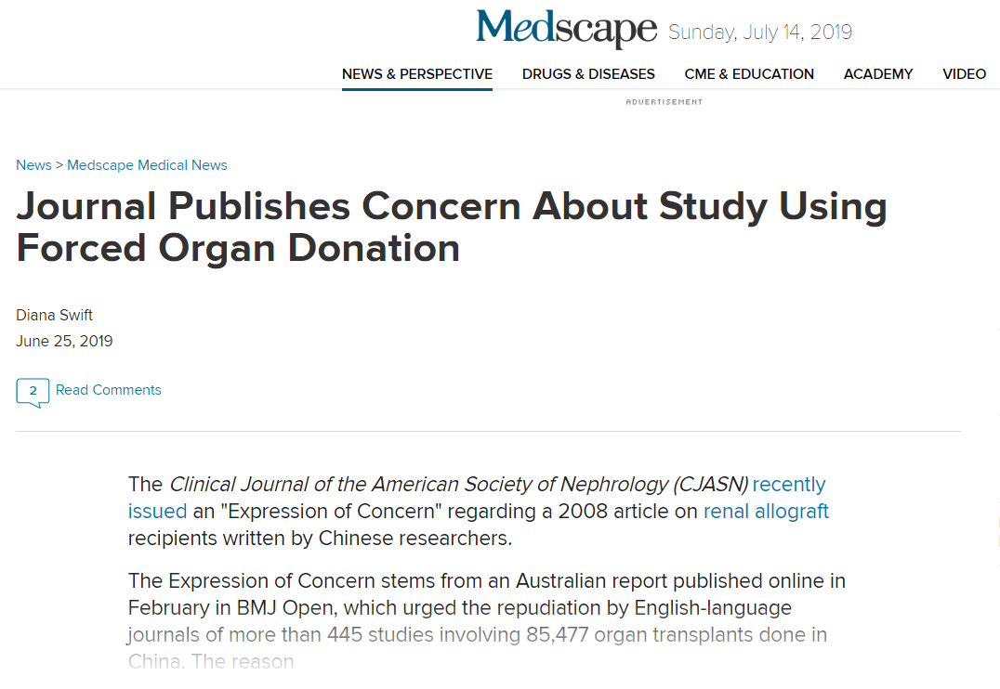 Medscape Sunday, July 14, 2019
NEWS & PERSPECTIVE DRUGS & DISEASES CME & EDUCATION ACADEMY VIDEO
ADVERTISEMENT
News > Medscape Medical News
Journal Publishes Concern About Study Using
Forced Organ Donation
Diana Swift
June 25, 2019
2 Read Comments
The Clinical Journal of the American Society of Nephrology (CJASN) recently
issued an "Expression of Concern" regarding a 2008 article on renal allograft
recipients written by Chinese researchers.
The Expression of Concern stems from an Australian report published online in
February in BMJ Open, which urged the repudiation by English-language
journals of more than 445 studies involving 85,477 organ transplants done in
China. The reason